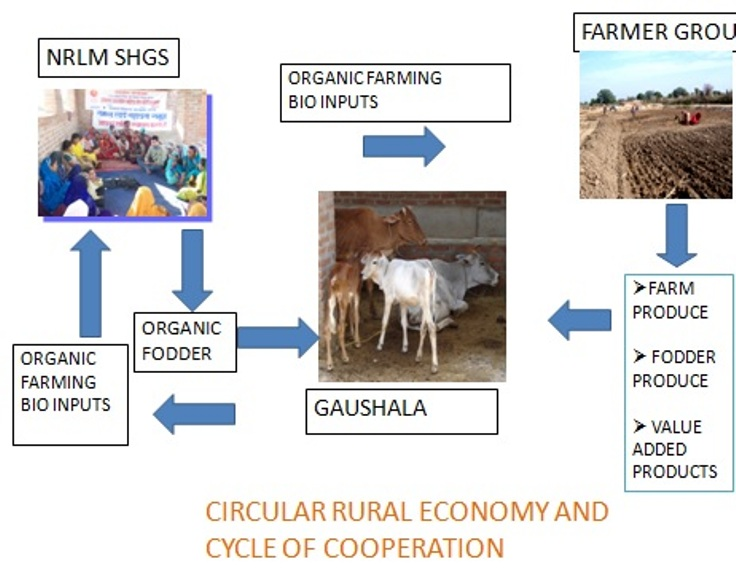 NRLM SHGS
ORGANIC FARMING
BIO INPUTS
FARMER GROU
ORGANIC
FODDER
ORGANIC
FARMING
BIO INPUTS
GAUSHALA
➢FARM
PRODUCE
➢ FODDER
PRODUCE
➢ VALUE
ADDED
PRODUCTS
CIRCULAR RURAL ECONOMY AND
CYCLE OF COOPERATION